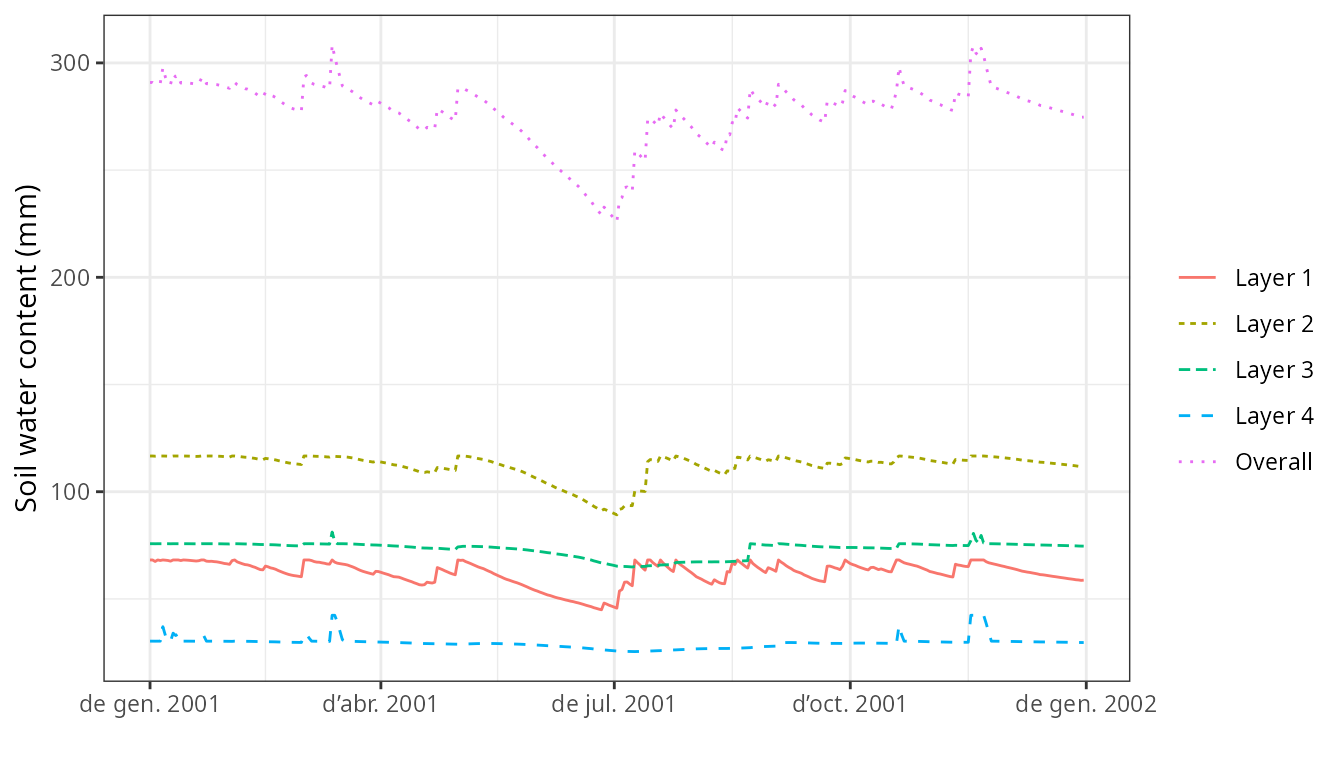 Soil water content (mm)
300
200
100
de gen. 2001
d’abr. 2001
de jul. 2001
d’oct. 2001
de gen. 2002
Layer 1
Layer 2
Layer 3
Layer 4
Overall